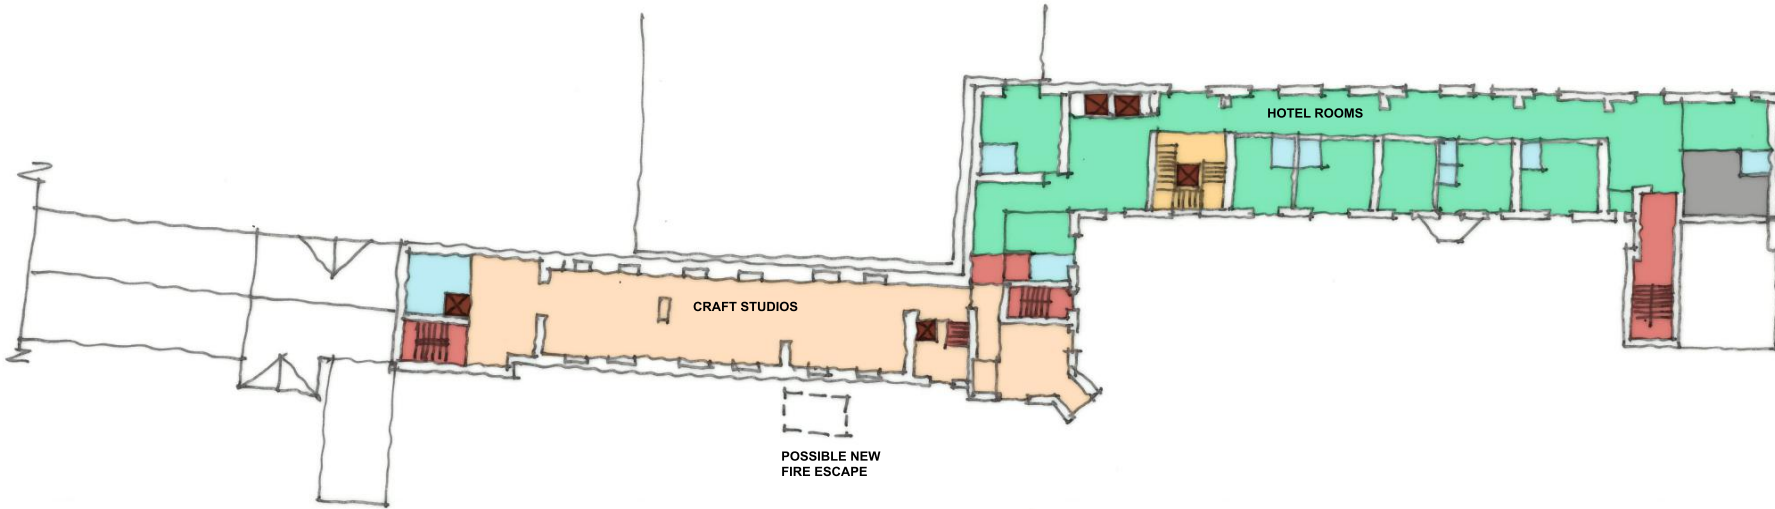 HOTEL ROOMS
CRAFT STUDIOS
POSSIBLE NEW
FIRE ESCAPE